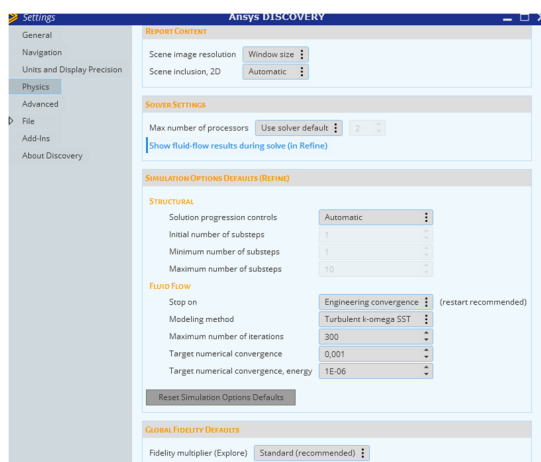 Settings
Ansys DISCOVERY
General
Navigation
Units and Display Precision
Physics
Advanced
File
Add-Ins
About Discovery
REPORT CONTENT
Scene image resolution Window size
Scene inclusion, 2D Automatic
SOLVER SETTINGS
Max number of processors Use solver default 2
Show fluid-flow results during solve (in Refine)
SIMULATION OPTIONS DEFAULTS (REFINE)
STRUCTURAL
Solution progression controls Automatic
Initial number of substeps 1
Minimum number of substeps 1
Maximum number of substeps 10
FLUID FLOW
Stop on Engineering convergence (restart recommended)
Modeling method Turbulent k-omega SST
Maximum number of iterations 300
Target numerical convergence 0,001
Target numerical convergence, energy 1E-06
Reset Simulation Options Defaults
GLOBAL FIDELITY DEFAULTS
Fidelity multiplier (Explore) Standard (recommended)